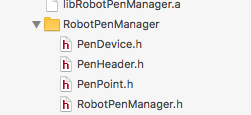 libRobotPenManager.a
RobotPenManager
h PenDevice.h
h PenHeader.h
h PenPoint.h
h RobotPenManager.h